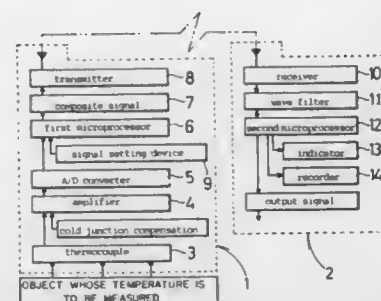 transmitter 8
composite signal 7
first microprocessor 6
signal setting device
9
A/D converter 5
amplifier 4
cold junction compensation
thermocouple 3
1
OBJECT WHOSE TEMPERATURE IS
TO BE MEASURED
receiver 10
wave filter 11
second microprocessor 12
indicator 13
recorder 14
output signal
2